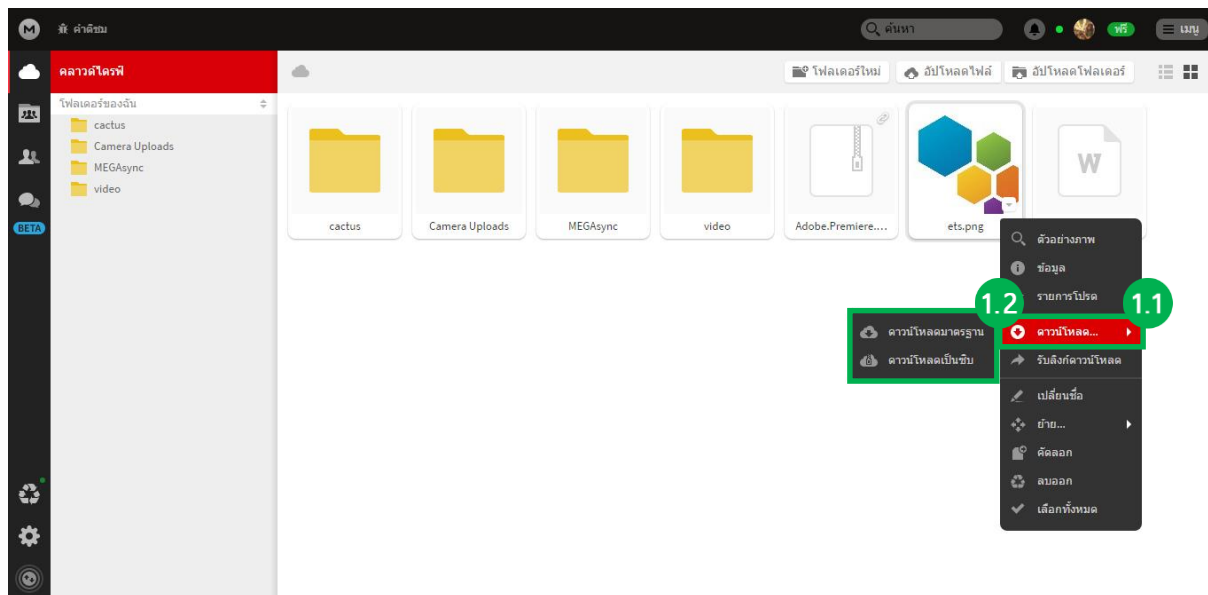 M คำติชม ค้นหา ฟรี เมนู
คลาวด์ไดรฟ์ โฟลเดอร์ใหม่ อัปโหลดไฟล์ อัปโหลดโฟลเดอร์
โฟลเดอร์ของฉัน
cactus
Camera Uploads
MEGAsync
video
BETA
W
cactus Camera Uploads MEGAsync video Adobe.Premiere.... ets.png
ตัวอย่างภาพ
ข้อมูล
รายการโปรด
1.2 1.1
ดาวน์โหลดมาตรฐาน ดาวน์โหลด...
ดาวน์โหลดเป็นซิบ รับลิงก์ดาวน์โหลด
เปลี่ยนชื่อ
ย้าย...
คัดลอก
ลบออก
เลือกทั้งหมด